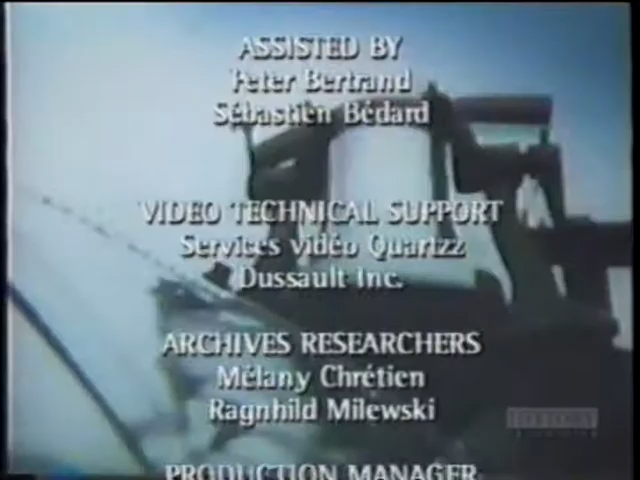 ASSISTED BY
Peter Bertrand
Sébastien Bédard
VIDEO TECHNICAL SUPPORT
Services vidéo Quartzz
Dussault Inc.
ARCHIVES RESEARCHERS
Mélany Chrétien
Ragnhild Milewski
PRODUCTION MANAGER